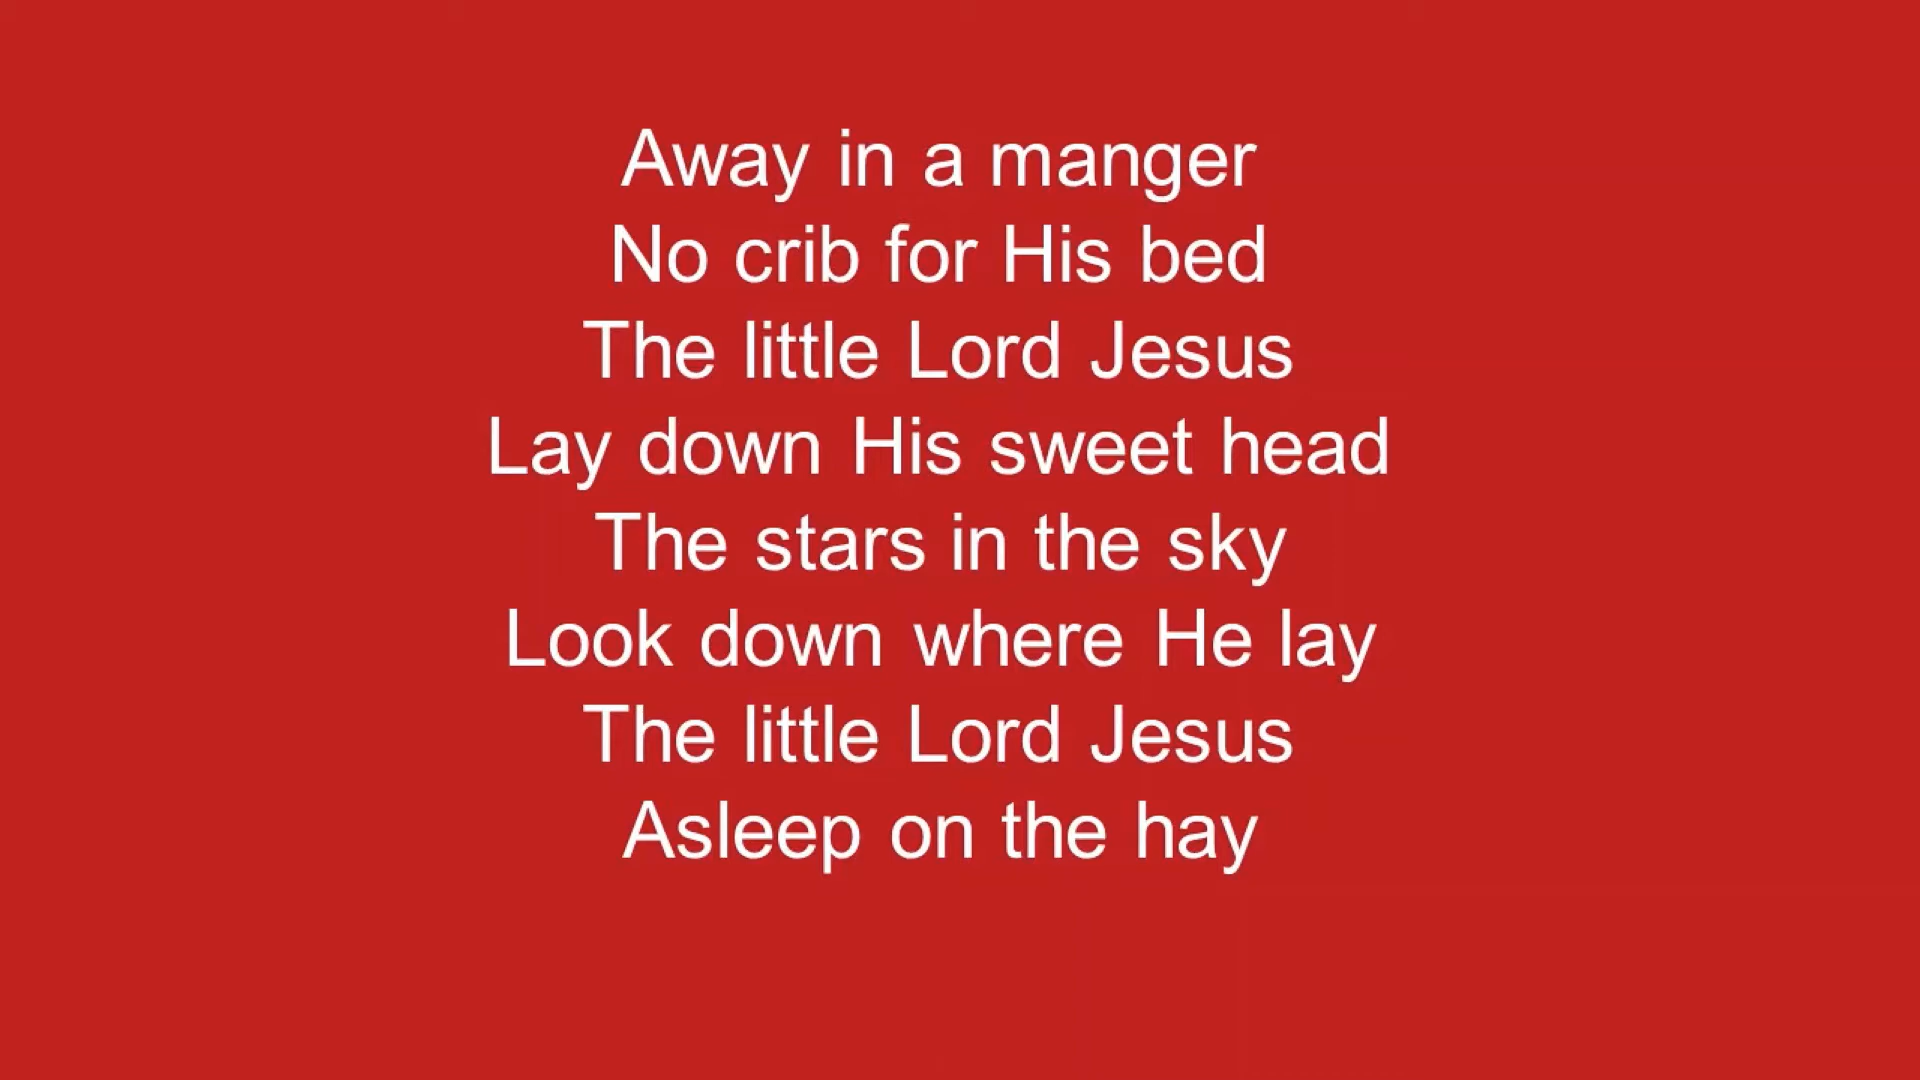 Away in a manger
No crib for His bed
The little Lord Jesus
Lay down His sweet head
The stars in the sky
Look down where He lay
The little Lord Jesus
Asleep on the hay